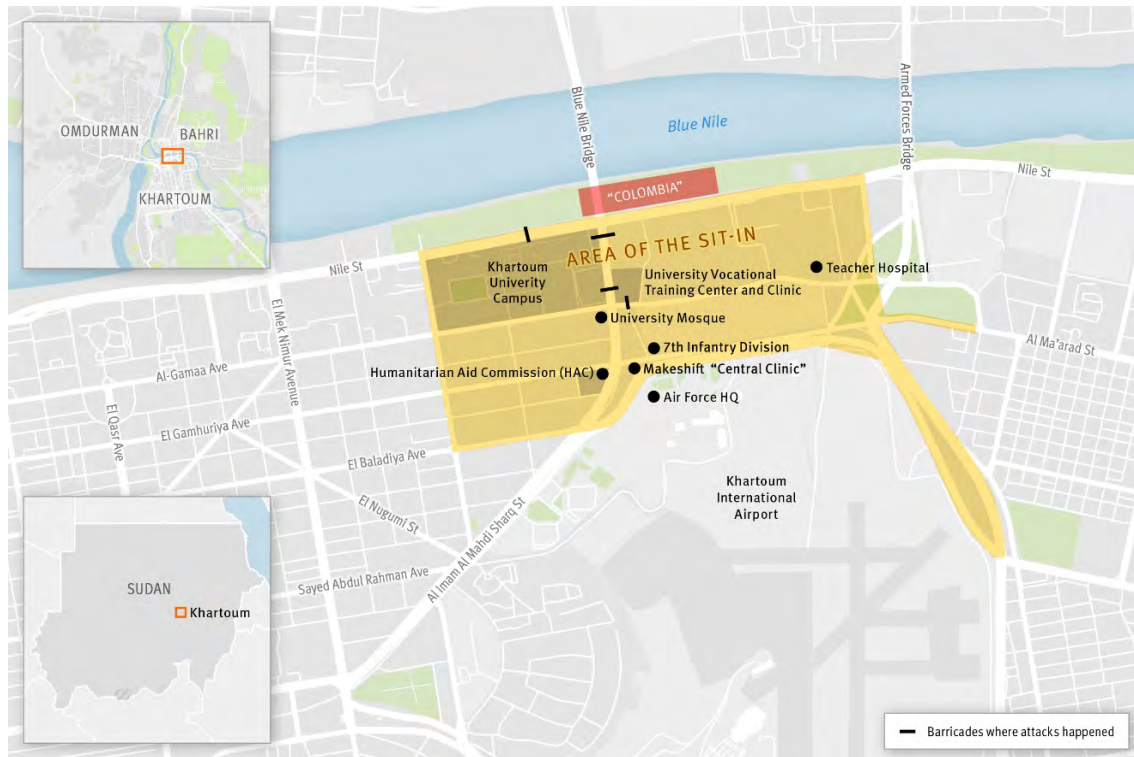 OMDURMAN
BAHRI
KHARTOUM
Blue Nile Bridge
Blue Nile
Armed Forces Bridge
Nile St
"COLOMBIA"
AREA OF THE SIT-IN
Nile St
Khartoum
Univerity
Campus
University Vocational
Training Center and Clinic
Teacher Hospital
University Mosque
7th Infantry Division
Al Ma'arad St
Humanitarian Aid Commission (HAC)
Makeshift "Central Clinic"
Air Force HQ
El Mek Nimur Avenue
Al-Gamaa Ave
El Qasr Ave
El Gamhuriya Ave
El Baladiya Ave
El Nugumi St
Khartoum
International
Airport
Al Imam Al Mahdi Sharq St
Sayed Abdul Rahman Ave
SUDAN
Khartoum
Barricades where attacks happened